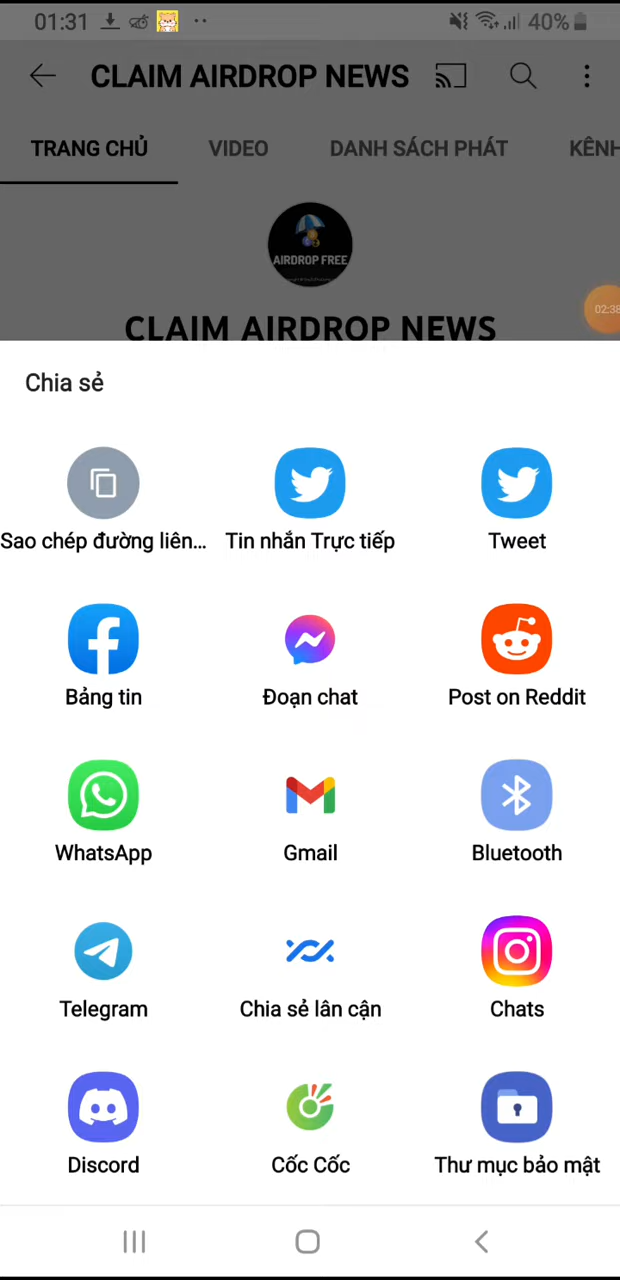 01:31
40%
CLAIM AIRDROP NEWS
TRANG CHỦ VIDEO DANH SÁCH PHÁT KÊNH
AIRDROP FREE
CLAIM AIRDROP NEWS
02:38
Chia sẻ
Sao chép đường liên... Tin nhắn Trực tiếp Tweet
Bảng tin Đoạn chat Post on Reddit
WhatsApp Gmail Bluetooth
Telegram Chia sẻ lân cận Chats
Discord Cốc Cốc Thư mục bảo mật